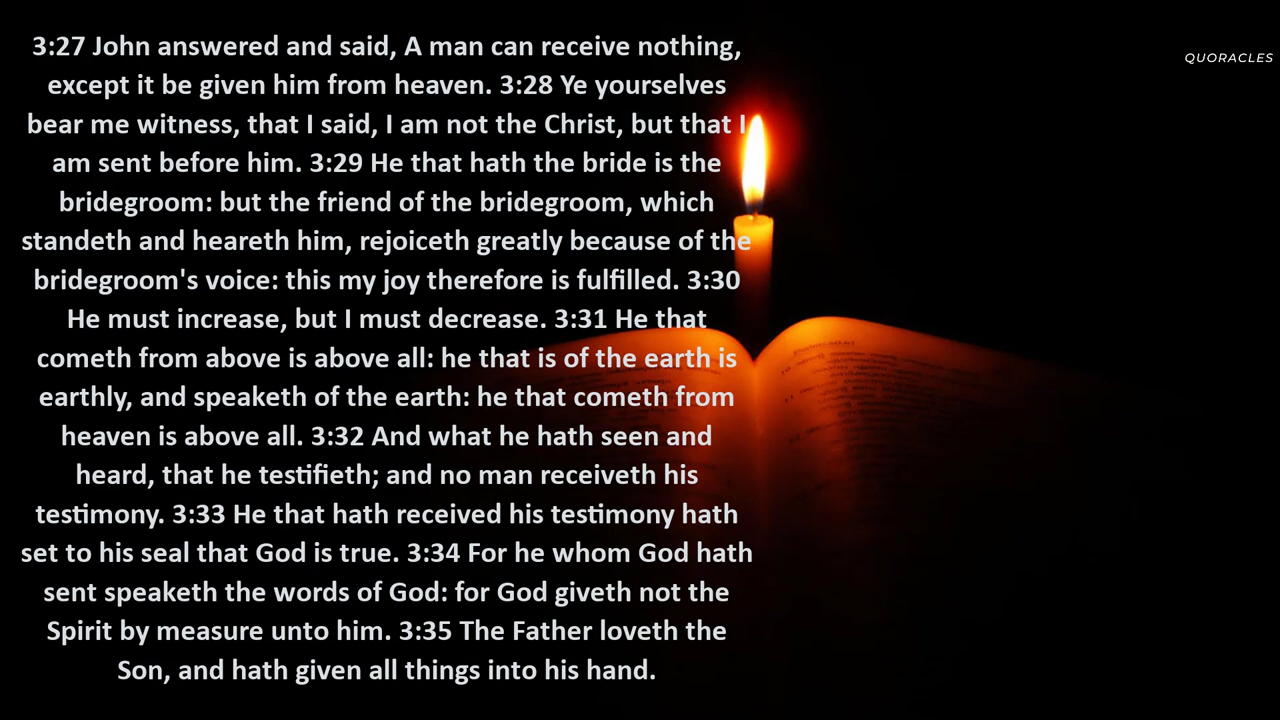 3:27 John answered and said, A man can receive nothing,
except it be given him from heaven. 3:28 Ye yourselves
bear me witness, that I said, I am not the Christ, but that I
am sent before him. 3:29 He that hath the bride is the
bridegroom: but the friend of the bridegroom, which
standeth and heareth him, rejoiceth greatly because of the
bridegroom's voice: this my joy therefore is fulfilled. 3:30
He must increase, but I must decrease. 3:31 He that
cometh from above is above all: he that is of the earth is
earthly, and speaketh of the earth: he that cometh from
heaven is above all. 3:32 And what he hath seen and
heard, that he testifieth; and no man receiveth his
testimony. 3:33 He that hath received his testimony hath
set to his seal that God is true. 3:34 For he whom God hath
sent speaketh the words of God: for God giveth not the
Spirit by measure unto him. 3:35 The Father loveth the
Son, and hath given all things into his hand.
QUORACLES